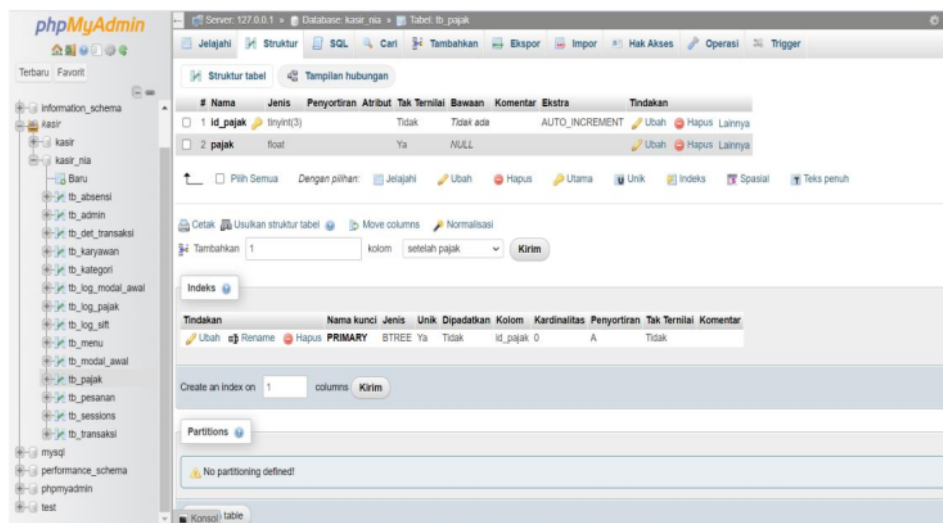 phpMyAdmin
Terbaru Favorit
information_schema
kasir
kasir
kasir_nia
Baru
tb_absensi
tb_admin
tb_det_transaksi
tb_karyawan
tb_kategori
tb_log_modal_awal
tb_log_pajak
tb_log_sift
tb_menu
tb_modal_awal
tb_pajak
tb_pesanan
tb_sessions
tb_transaksi
mysql
performance_schema
phpmyadmin
test
Server: 127.0.0.1 » Database: kasir_nia » Tabel: tb_pajak
Jelajahi Struktur SQL Cari Tambahkan Ekspor Impor Hak Akses Operasi Trigger
Struktur tabel Tampilan hubungan
# Nama Jenis Penyortiran Atribut Tak Ternilai Bawaan Komentar Ekstra Tindakan
1 id_pajak tinyint(3) Tidak Tidak ada AUTO_INCREMENT Ubah Hapus Lainnya
2 pajak float Ya NULL Ubah Hapus Lainnya
Pilih Semua Dengan pilihan: Jelajahi Ubah Hapus Utama Unik Indeks Spasial Teks penuh
Cetak Usulkan struktur tabel Move columns Normalisasi
Tambahkan 1 kolom setelah pajak Kirim
Indeks
Tindakan Nama kunci Jenis Unik Dipadatkan Kolom Kardinalitas Penyortiran Tak Ternilai Komentar
Ubah Rename Hapus PRIMARY BTREE Ya Tidak id_pajak 0 A Tidak
Create an index on 1 columns Kirim
Partitions
No partitioning defined!
Konsol table